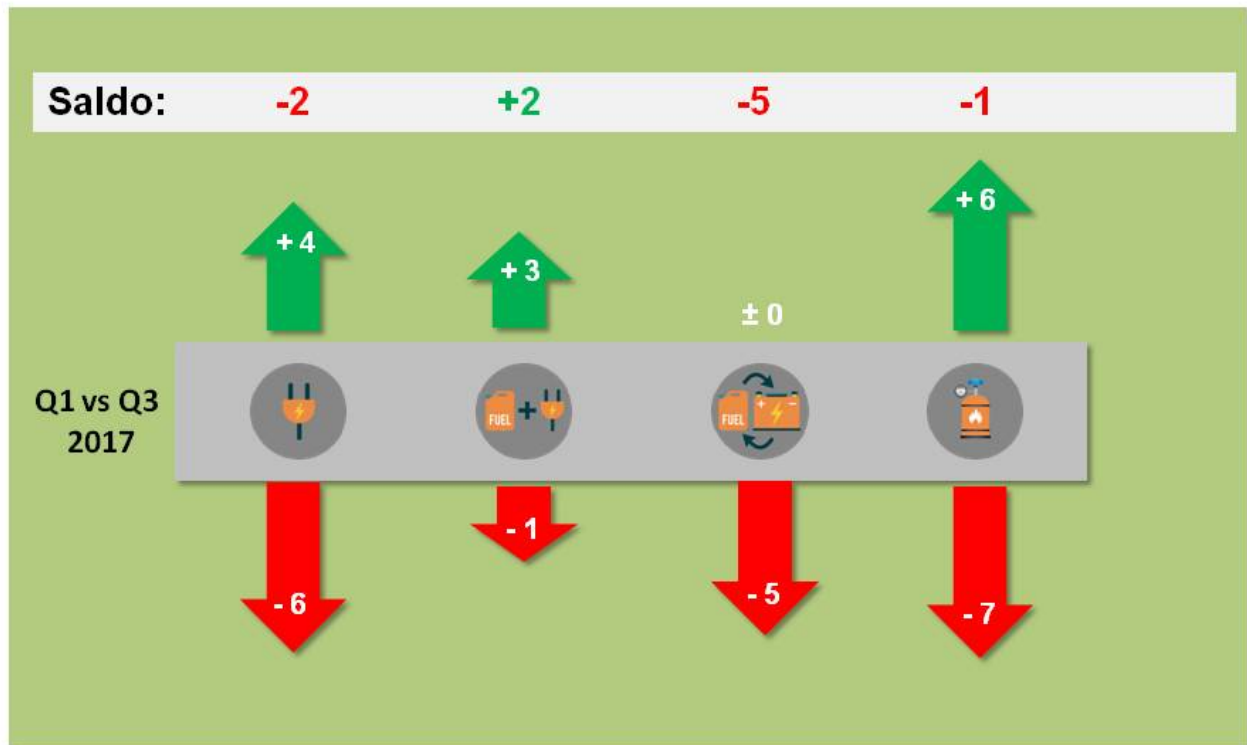 Saldo: -2 +2 -5 -1
+ 4 + 3 ± 0 + 6
Q1 vs Q3
2017
FUEL + FUEL + −
- 6 - 1 - 5 - 7